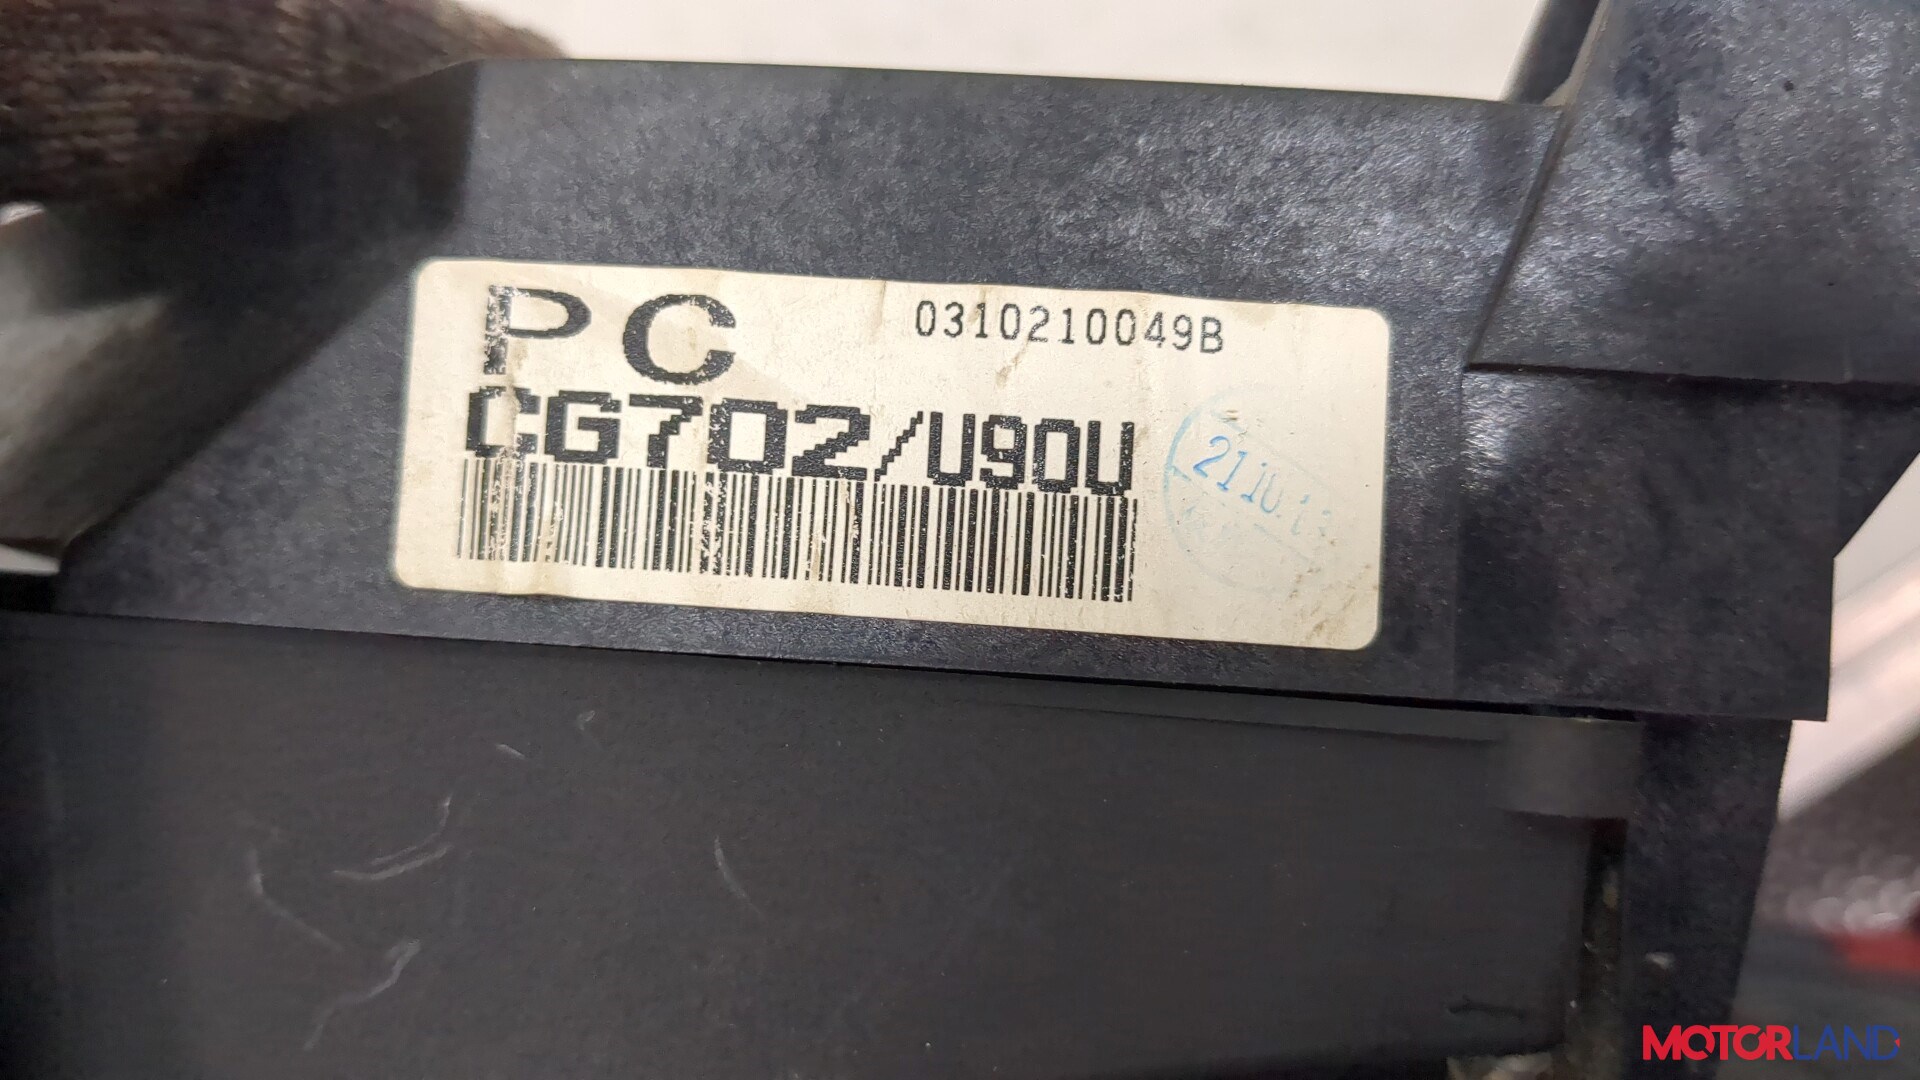 PC 0310210049B
CG702/U90U
21.10.
MOTORLAND